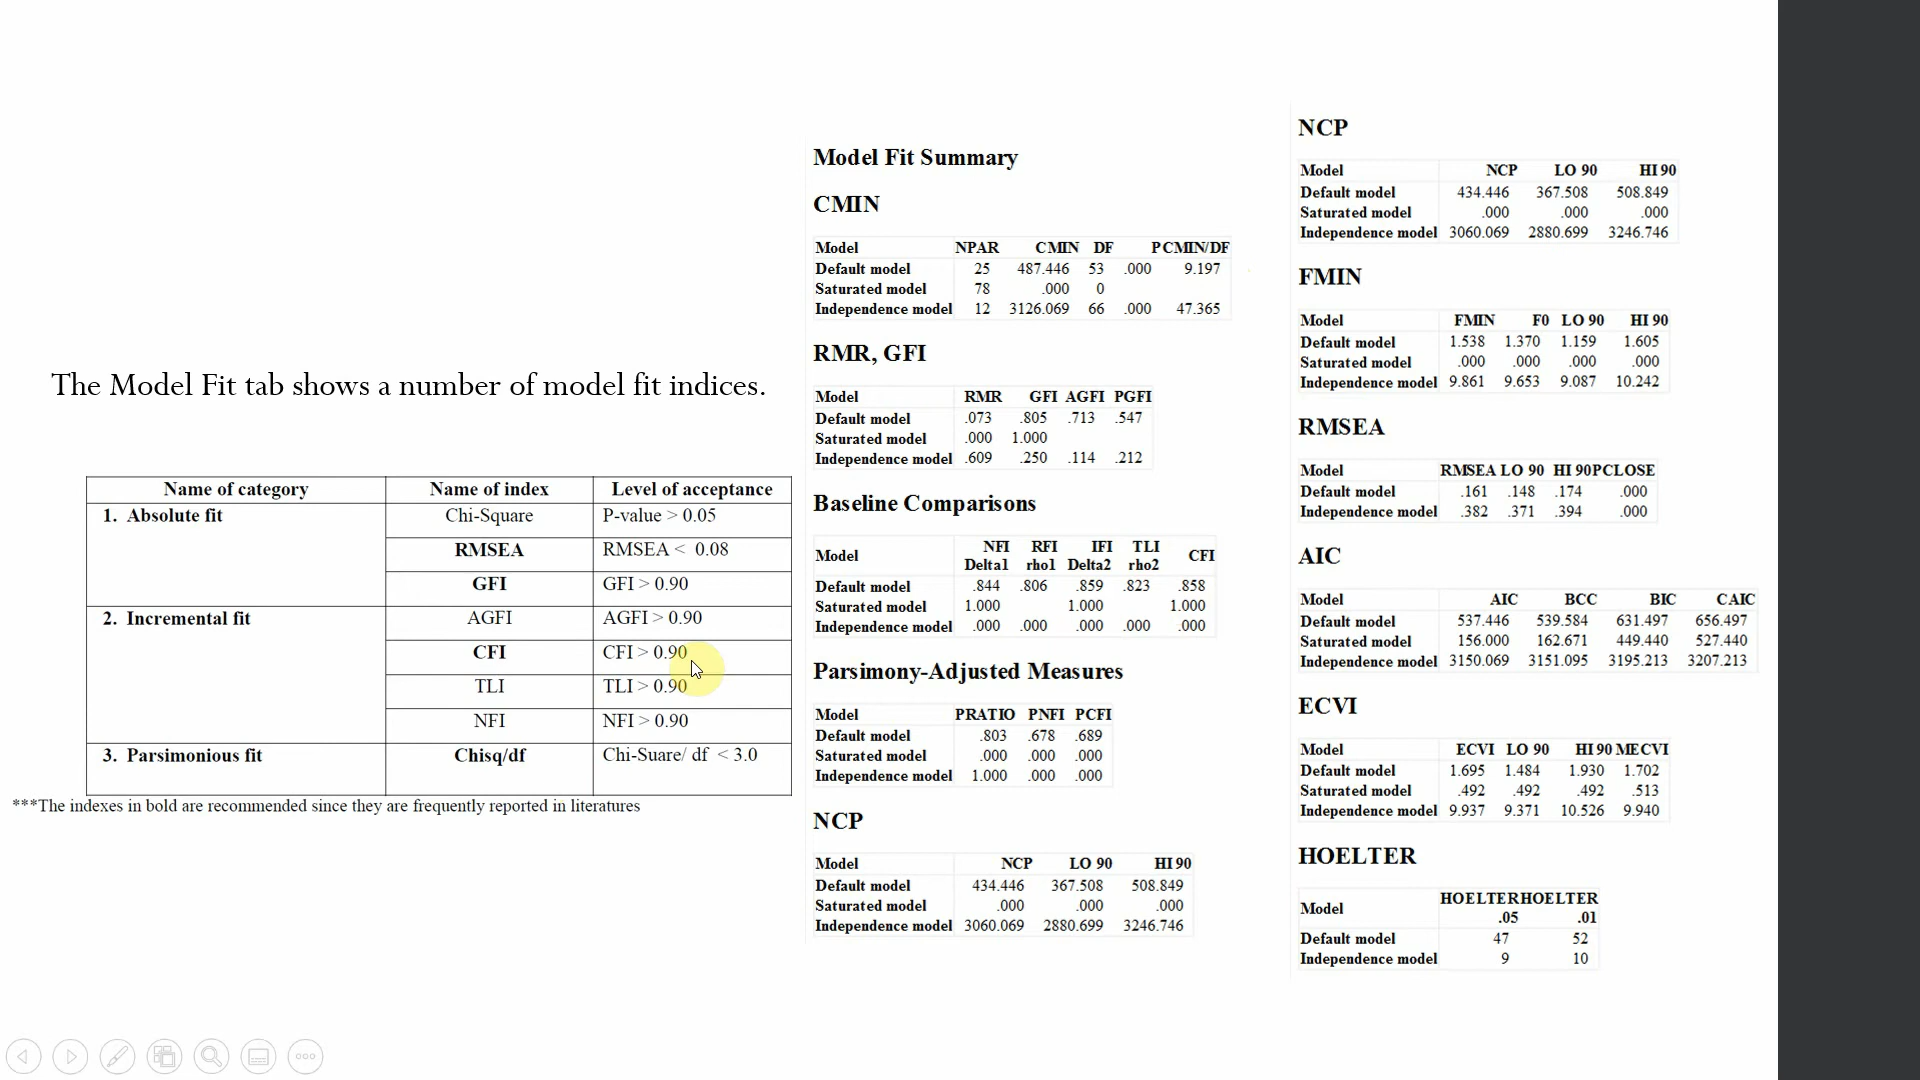 The Model Fit tab shows a number of model fit indices.
Name of category Name of index Level of acceptance
1. Absolute fit Chi-Square P-value > 0.05
RMSEA RMSEA < 0.08
GFI GFI > 0.90
2. Incremental fit AGFI AGFI > 0.90
CFI CFI > 0.90
TLI TLI > 0.90
NFI NFI > 0.90
3. Parsimonious fit Chisq/df Chi-Suare/ df < 3.0
***The indexes in bold are recommended since they are frequently reported in literatures
Model Fit Summary
CMIN
Model NPAR CMIN DF P CMIN/DF
Default model 25 487.446 53 .000 9.197
Saturated model 78 .000 0
Independence model 12 3126.069 66 .000 47.365
RMR, GFI
Model RMR GFI AGFI PGFI
Default model .073 .805 .713 .547
Saturated model .000 1.000
Independence model .609 .250 .114 .212
Baseline Comparisons
Model NFI Delta1 RFI rho1 IFI Delta2 TLI rho2 CFI
Default model .844 .806 .859 .823 .858
Saturated model 1.000 1.000 1.000
Independence model .000 .000 .000 .000 .000
Parsimony-Adjusted Measures
Model PRATIO PNFI PCFI
Default model .803 .678 .689
Saturated model .000 .000 .000
Independence model 1.000 .000 .000
NCP
Model NCP LO 90 HI 90
Default model 434.446 367.508 508.849
Saturated model .000 .000 .000
Independence model 3060.069 2880.699 3246.746
NCP
Model NCP LO 90 HI 90
Default model 434.446 367.508 508.849
Saturated model .000 .000 .000
Independence model 3060.069 2880.699 3246.746
FMIN
Model FMIN F0 LO 90 HI 90
Default model 1.538 1.370 1.159 1.605
Saturated model .000 .000 .000 .000
Independence model 9.861 9.653 9.087 10.242
RMSEA
Model RMSEA LO 90 HI 90 PCLOSE
Default model .161 .148 .174 .000
Independence model .382 .371 .394 .000
AIC
Model AIC BCC BIC CAIC
Default model 537.446 539.584 631.497 656.497
Saturated model 156.000 162.671 449.440 527.440
Independence model 3150.069 3151.095 3195.213 3207.213
ECVI
Model ECVI LO 90 HI 90 MECVI
Default model 1.695 1.484 1.930 1.702
Saturated model .492 .492 .492 .513
Independence model 9.937 9.371 10.526 9.940
HOELTER
Model HOELTER .05 HOELTER .01
Default model 47 52
Independence model 9 10